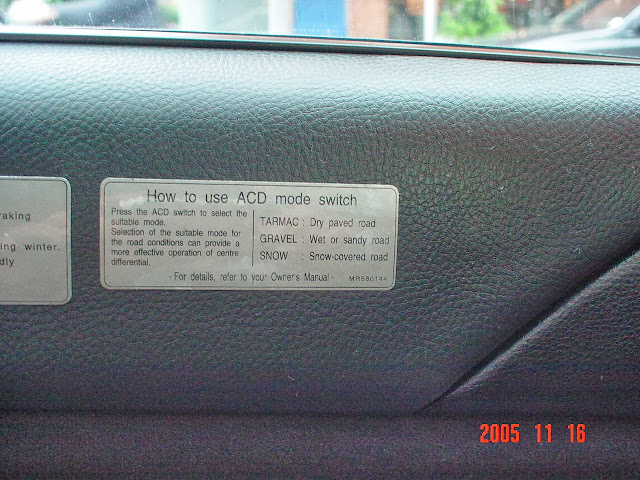 raking
ing winter.
dly
How to use ACD mode switch
Press the ACD switch to select the
suitable mode.
Selection of the suitable mode for
the road conditions can provide a
more effective operation of centre
differential.
TARMAC : Dry paved road
GRAVEL : Wet or sandy road
SNOW : Snow-covered road
- For details, refer to your Owner's Manual - MR580144
2005 11 16